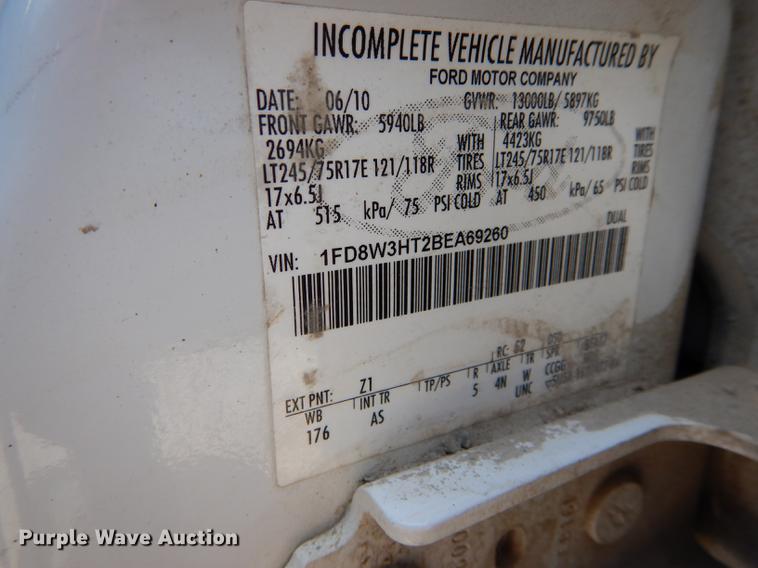 INCOMPLETE VEHICLE MANUFACTURED BY
FORD MOTOR COMPANY
DATE: 06/10 GVWR: 13000LB/ 5897KG
FRONT GAWR: 5940LB REAR GAWR: 9750LB
2694KG WITH 4423KG WITH
LT245/75R17E 121/118R TIRES LT245/75R17E 121/118R TIRES
17x6.5J RIMS 17x6.5J RIMS
AT 515 kPa/ 75 PSI COLD AT 450 kPa/ 65 PSI COLD
DUAL
VIN: 1FD8W3HT2BEA69260
EXT PNT: Z1 RC: 62
WB INT TR TP/PS R AXLE TR SPR
176 AS 5 4N W CCGG
UNC
Purple Wave Auction